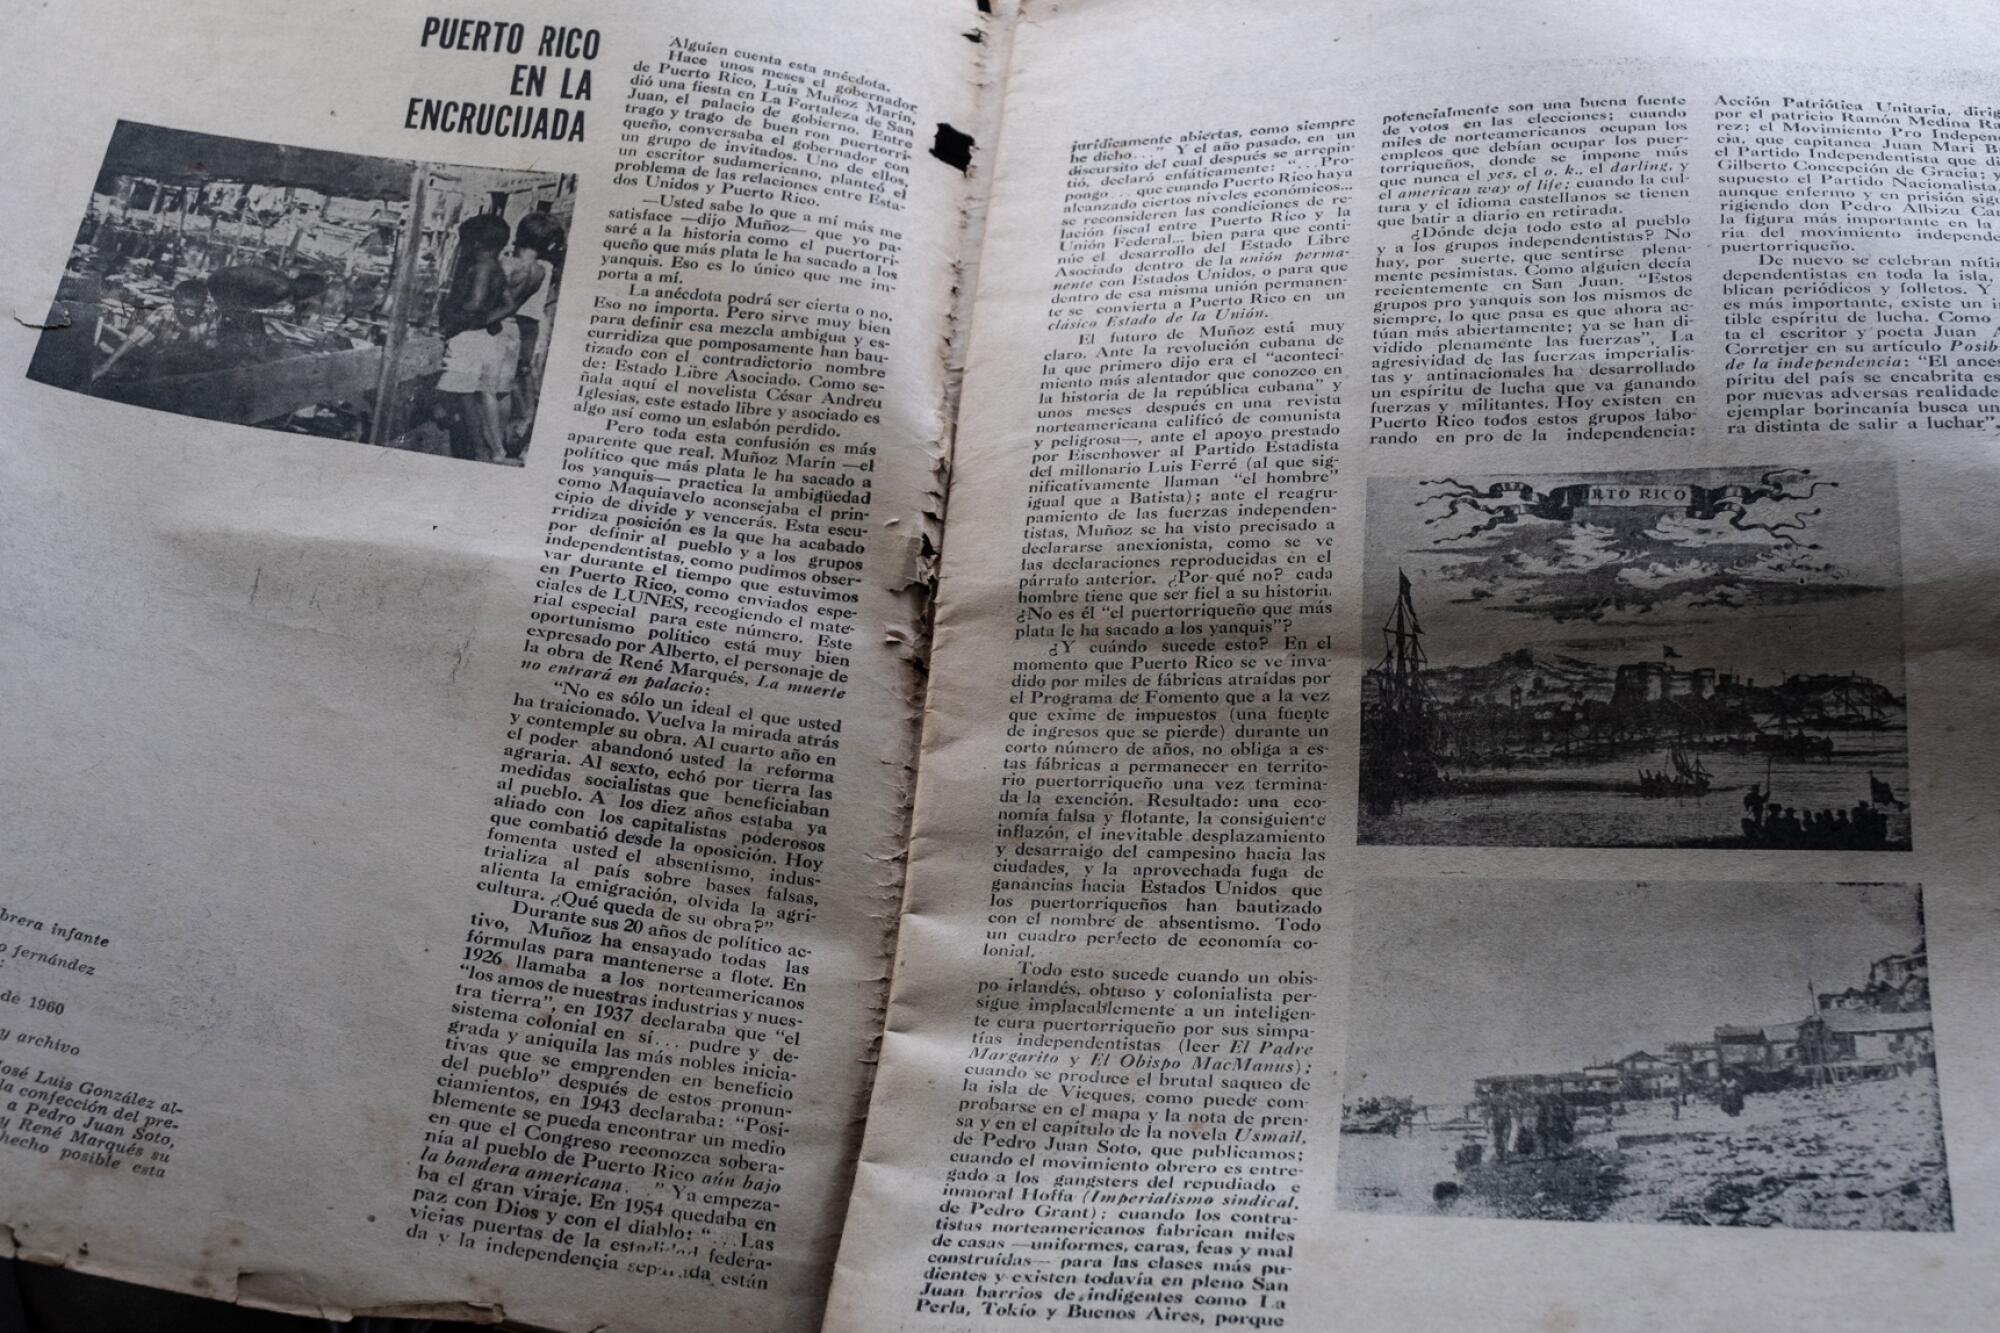 PUERTO RICO
EN LA
ENCRUCIJADA
Alguien cuenta esta anécdota.
Hace unos meses el gobernador
de Puerto Rico, Luis Muñoz Marín,
dió una fiesta en La Fortaleza de San
Juan, el palacio de gobierno. Entre
trago y trago de buen ron puertorri-
queño, conversaba el gobernador con
un grupo de invitados. Uno de ellos,
un escritor sudamericano, planteó el
problema de las relaciones entre Esta-
dos Unidos y Puerto Rico.
—Usted sabe lo que a mí más me
satisface —dijo Muñoz— que yo pa-
saré a la historia como el puertorri-
queño que más plata le ha sacado a los
yanquis. Eso es lo único que me im-
porta a mí.
La anécdota podrá ser cierta o no.
Eso no importa. Pero sirve muy bien
para definir esa mezcla ambigua y es-
curridiza que pomposamente han bau-
tizado con el contradictorio nombre
de: Estado Libre Asociado. Como se-
ñala aquí el novelista César Andreu
Iglesias, este estado libre y asociado es
algo así como un eslabón perdido.
Pero toda esta confusión es más
aparente que real. Muñoz Marín —el
político que más plata le ha sacado a
los yanquis— practica la ambigüedad
como Maquiavelo aconsejaba el prin-
cipio de divide y vencerás. Esta escu-
rridiza posición es la que ha acabado
por definir al pueblo y a los grupos
independentistas, como pudimos obser-
var durante el tiempo que estuvimos
en Puerto Rico, como enviados espe-
ciales de LUNES, recogiendo el mate-
rial especial para este número. Este
oportunismo político está muy bien
expresado por Alberto, el personaje de
la obra de René Marqués, La muerte
no entrará en palacio:
“No es sólo un ideal el que usted
ha traicionado. Vuelva la mirada atrás
y contemple su obra. Al cuarto año en
el poder abandonó usted la reforma
agraria. Al sexto, echó por tierra las
medidas socialistas que beneficiaban
al pueblo. A los diez años estaba ya
aliado con los capitalistas poderosos
que combatió desde la oposición. Hoy
fomenta usted el absentismo, indus-
trializa al país sobre bases falsas,
alienta la emigración, olvida la agri-
cultura. ¿Qué queda de su obra?”
Durante sus 20 años de político ac-
tivo, Muñoz ha ensayado todas las
fórmulas para mantenerse a flote. En
1926 llamaba a los norteamericanos
“los amos de nuestras industrias y nues-
tra tierra”, en 1937 declaraba que “el
sistema colonial en sí... pudre y de-
grada y aniquila las más nobles inicia-
tivas que se emprenden en beneficio
del pueblo” después de estos pronun-
ciamientos, en 1943 declaraba: “Posi-
blemente se pueda encontrar un medio
en que el Congreso reconozca sobera-
nía al pueblo de Puerto Rico aún bajo
la bandera americana. . ” Ya empeza-
ba el gran viraje. En 1954 quedaba en
paz con Dios y con el diablo: “...Las
viejas puertas de la estadidad federa-
da y la independencia separada están
brera infante
o fernández
de 1960
y archivo
José Luis González al-
la confección del pre-
a Pedro Juan Soto,
y René Marqués su
hecho posible esta
jurídicamente abiertas, como siempre
he dicho...” Y el año pasado, en un
discurso del cual después se arrepin-
tió, declaró enfáticamente: “...Pro-
pongo .. que cuando Puerto Rico haya
alcanzado ciertos niveles económicos...
se reconsideren las condiciones de re-
lación fiscal entre Puerto Rico y la
Unión Federal... bien para que conti-
núe el desarrollo del Estado Libre
Asociado dentro de la unión perma-
nente con Estados Unidos, o para que
dentro de esa misma unión permanen-
te se convierta a Puerto Rico en un
clásico Estado de la Unión.
El futuro de Muñoz está muy
claro. Ante la revolución cubana de
la que primero dijo era el “aconteci-
miento más alentador que conozco en
la historia de la república cubana” y
unos meses después en una revista
norteamericana calificó de comunista
y peligrosa—, ante el apoyo prestado
por Eisenhower al Partido Estadista
del millonario Luis Ferré (al que sig-
nificativamente llaman “el hombre”
igual que a Batista); ante el reagru-
pamiento de las fuerzas independen-
tistas, Muñoz se ha visto precisado a
declararse anexionista, como se ve
las declaraciones reproducidas en el
párrafo anterior. ¿Por qué no? cada
hombre tiene que ser fiel a su historia.
¿No es él “el puertorriqueño que más
plata le ha sacado a los yanquis”?
¿Y cuándo sucede esto? En el
momento que Puerto Rico se ve inva-
dido por miles de fábricas atraídas por
el Programa de Fomento que a la vez
que exime de impuestos (una fuente
de ingresos que se pierde) durante un
corto número de años, no obliga a es-
tas fábricas a permanecer en territo-
rio puertorriqueño una vez termina-
da la exención. Resultado: una eco-
nomía falsa y flotante, la consiguiente
inflazón, el inevitable desplazamiento
y desarraigo del campesino hacia las
ciudades, y la aprovechada fuga de
ganancias hacia Estados Unidos que
los puertorriqueños han bautizado
con el nombre de absentismo. Todo
un cuadro perfecto de economía co-
lonial.
Todo esto sucede cuando un obis-
po irlandés, obtuso y colonialista per-
sigue implacablemente a un inteligen-
te cura puertorriqueño por sus simpa-
tías independentistas (leer El Padre
Margarito y El Obispo MacManus);
cuando se produce el brutal saqueo de
la isla de Vieques, como puede com-
probarse en el mapa y la nota de pren-
sa y en el capítulo de la novela Usmail,
de Pedro Juan Soto, que publicamos;
cuando el movimiento obrero es entre-
gado a los gangsters del repudiado e
inmoral Hoffa (Imperialismo sindical,
de Pedro Grant); cuando los contra-
tistas norteamericanos fabrican miles
de casas —uniformes, caras, feas y mal
construídas— para las clases más pu-
dientes y existen todavía en pleno San
Juan barrios de indigentes como La
Perla, Tokío y Buenos Aires, porque
potencialmente son una buena fuente
de votos en las elecciones; cuando
miles de norteamericanos ocupan los
empleos que debían ocupar los puer-
torriqueños, donde se impone más
que nunca el yes, el o. k., el darling, y
el american way of life; cuando la cul-
tura y el idioma castellanos se tienen
que batir a diario en retirada.
¿Dónde deja todo esto al pueblo
y a los grupos independentistas? No
hay, por suerte, que sentirse plena-
mente pesimistas. Como alguien decía
recientemente en San Juan. “Estos
grupos pro yanquis son los mismos de
siempre, lo que pasa es que ahora ac-
túan más abiertamente; ya se han di-
vidido plenamente las fuerzas”. La
agresividad de las fuerzas imperialis-
tas y antinacionales ha desarrollado
un espíritu de lucha que va ganando
fuerzas y militantes. Hoy existen en
Puerto Rico todos estos grupos labo-
rando en pro de la independencia:
Acción Patriótica Unitaria, dirig
por el patricio Ramón Medina Ra
rez; el Movimiento Pro Indepen
cia, que capitanea Juan Mari B
el Partido Independentista que di
Gilberto Concepción de Gracia; y
supuesto el Partido Nacionalista,
aunque enfermo y en prisión sigu
rigiendo don Pedro Albizu Cam
la figura más importante en la
ria del movimiento independe
puertorriqueño.
De nuevo se celebran mítin
dependentistas en toda la isla,
blican periódicos y folletos. Y
es más importante, existe un i
tible espíritu de lucha. Como
ta el escritor y poeta Juan A
Corretjer en su artículo Posib
de la independencia: “El ances
píritu del país se encabrita es
por nuevas adversas realidade
ejemplar borincanía busca un
ra distinta de salir a luchar”.
RTO RICO